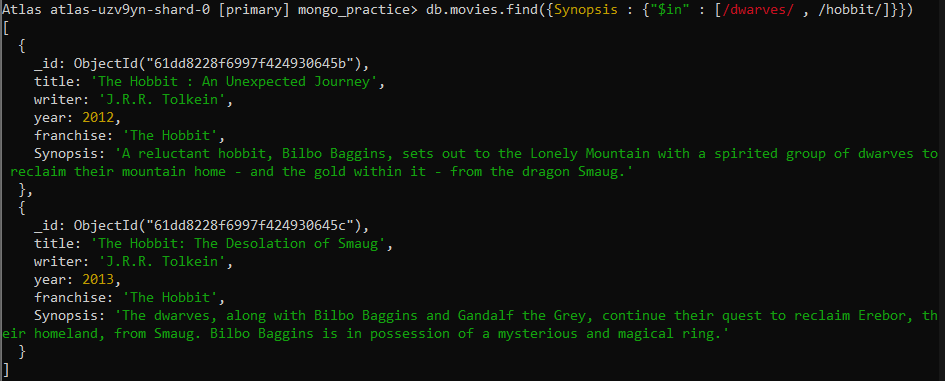 Atlas atlas-uzv9yn-shard-0 [primary] mongo_practice> db.movies.find({Synopsis : {"$in" : [/dwarves/ , /hobbit/]}})
[
  {
    _id: ObjectId("61dd8228f6997f424930645b"),
    title: 'The Hobbit : An Unexpected Journey',
    writer: 'J.R.R. Tolkein',
    year: 2012,
    franchise: 'The Hobbit',
    Synopsis: 'A reluctant hobbit, Bilbo Baggins, sets out to the Lonely Mountain with a spirited group of dwarves to
 reclaim their mountain home - and the gold within it - from the dragon Smaug.'
  },
  {
    _id: ObjectId("61dd8228f6997f424930645c"),
    title: 'The Hobbit: The Desolation of Smaug',
    writer: 'J.R.R. Tolkein',
    year: 2013,
    franchise: 'The Hobbit',
    Synopsis: 'The dwarves, along with Bilbo Baggins and Gandalf the Grey, continue their quest to reclaim Erebor, th
eir homeland, from Smaug. Bilbo Baggins is in possession of a mysterious and magical ring.'
  }
]